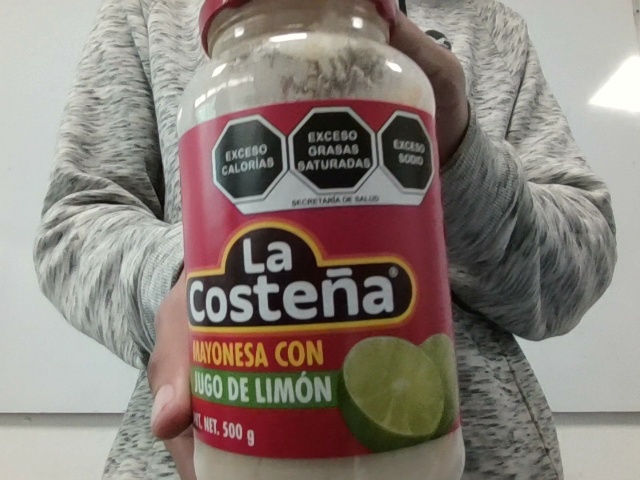 EXCESO
CALORÍAS
EXCESO
GRASAS
SATURADAS
EXCESO
SODIO
SECRETARÍA DE SALUD
La
Costeña®
MAYONESA CON
JUGO DE LIMÓN
NET. 500 g